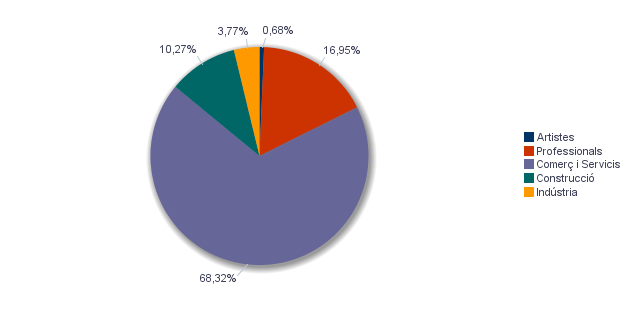 3,77%
0,68%
10,27%
16,95%
68,32%
Artistes
Professionals
Comerç i Servicis
Construcció
Indústria